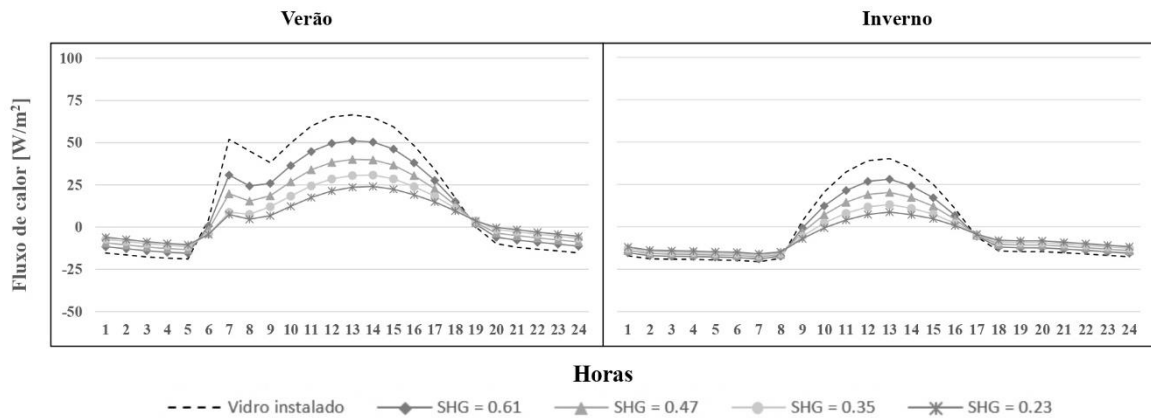 Verão Inverno
Fluxo de calor [W/m²]
100
75
50
25
0
-25
-50
1 2 3 4 5 6 7 8 9 10 11 12 13 14 15 16 17 18 19 20 21 22 23 24 1 2 3 4 5 6 7 8 9 10 11 12 13 14 15 16 17 18 19 20 21 22 23 24
Horas
Vidro instalado SHG = 0.61 SHG = 0.47 SHG = 0.35 SHG = 0.23